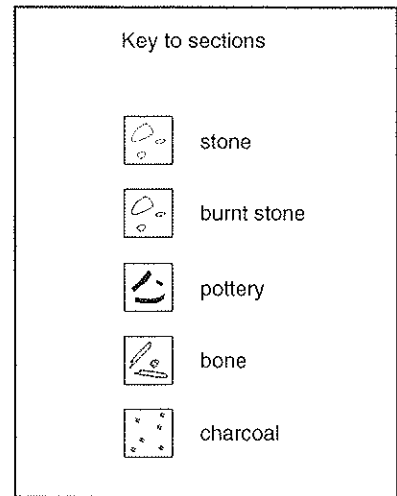 Key to sections
stone
burnt stone
pottery
bone
charcoal